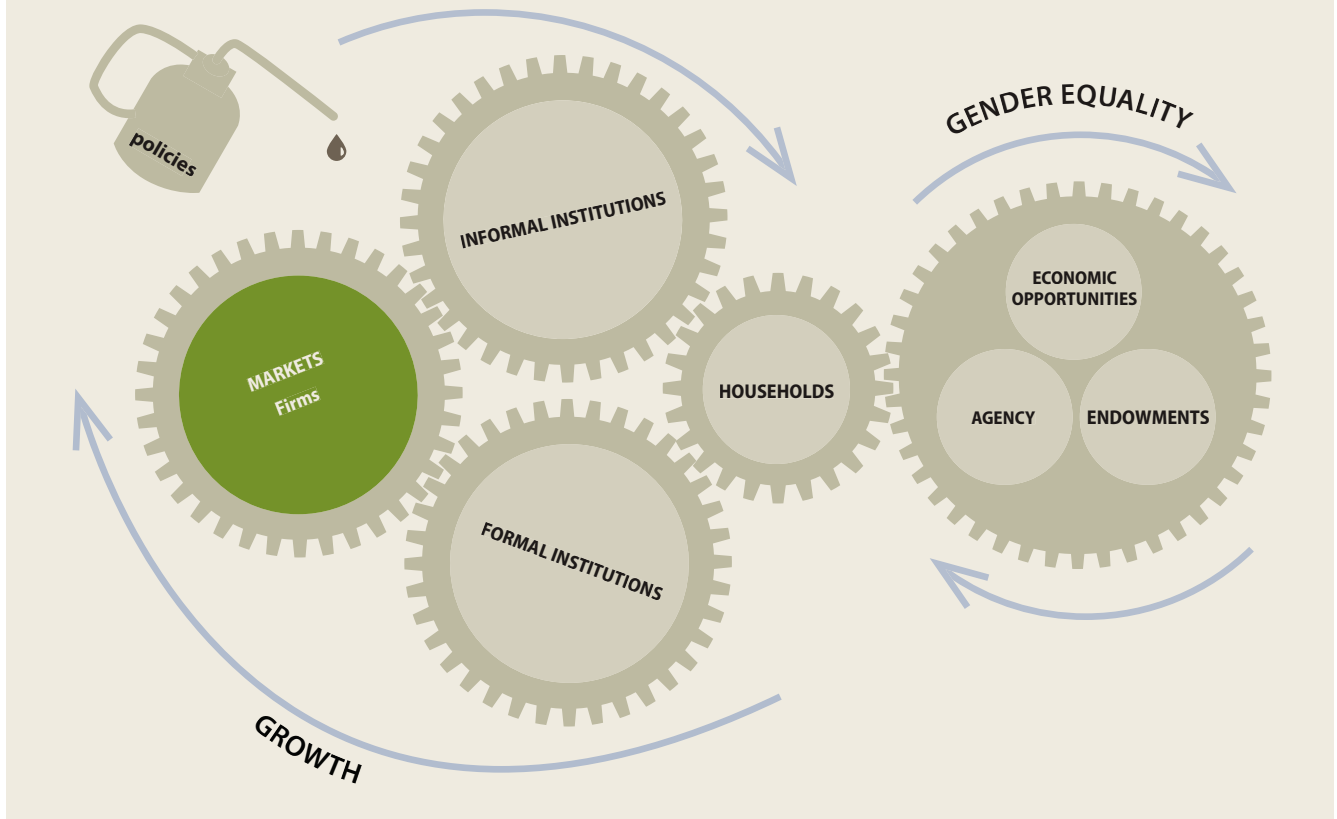 policies
INFORMAL INSTITUTIONS
GENDER EQUALITY
MARKETS
Firms
HOUSEHOLDS
ECONOMIC
OPPORTUNITIES
AGENCY
ENDOWMENTS
FORMAL INSTITUTIONS
GROWTH